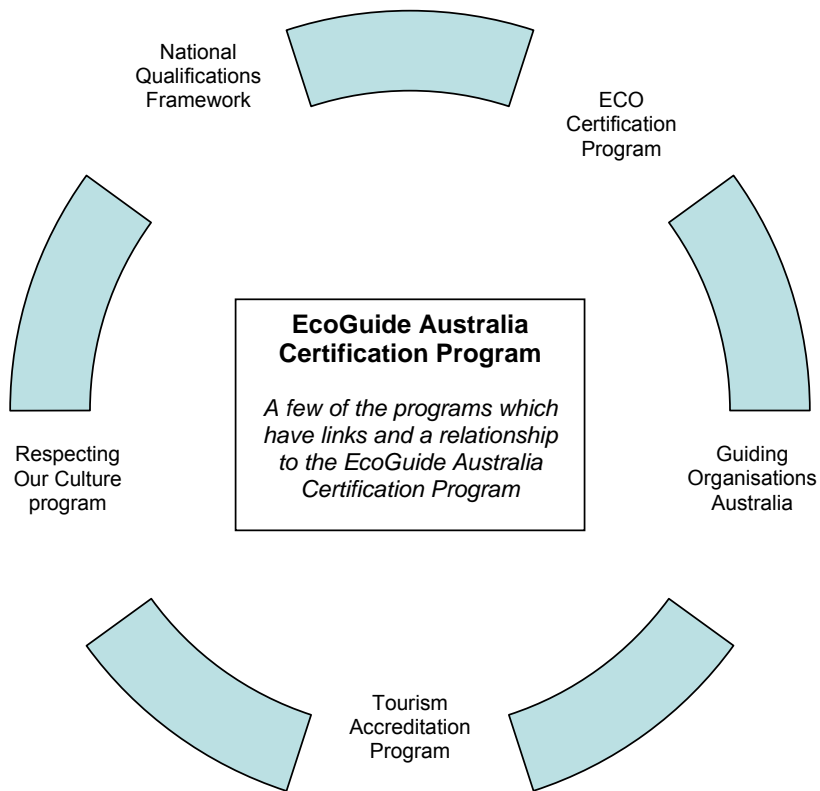 National
Qualifications
Framework
ECO
Certification
Program
EcoGuide Australia
Certification Program
A few of the programs which
have links and a relationship
to the EcoGuide Australia
Certification Program
Respecting
Our Culture
program
Guiding
Organisations
Australia
Tourism
Accreditation
Program